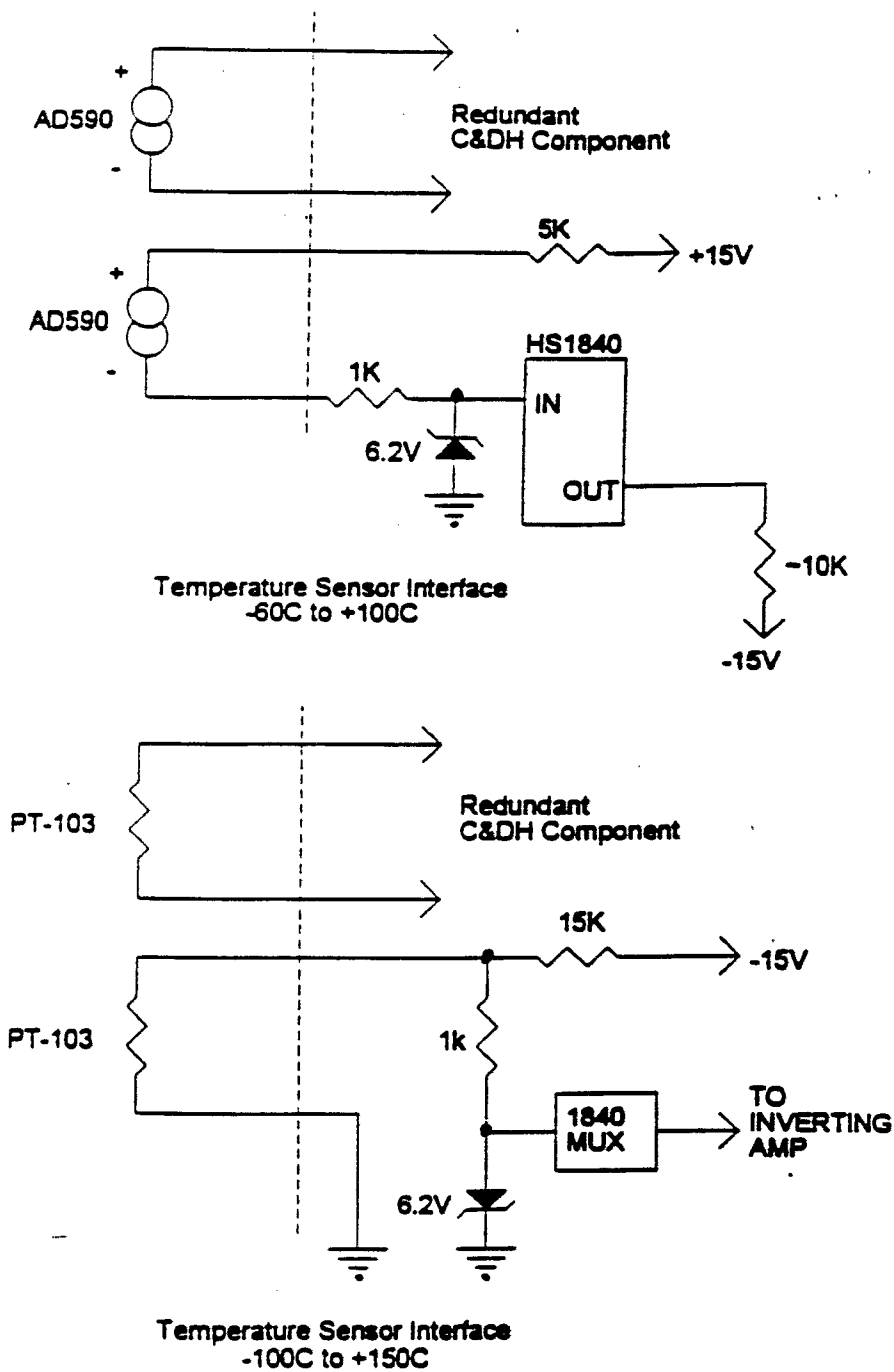 +
AD590
-
Redundant
C&DH Component
5K
+15V
+
AD590
-
1K
HS1840
IN
6.2V
OUT
~10K
-15V
Temperature Sensor Interface
-60C to +100C
PT-103
Redundant
C&DH Component
15K
-15V
PT-103
1k
1840
MUX
TO
INVERTING
AMP
6.2V
Temperature Sensor Interface
-100C to +150C